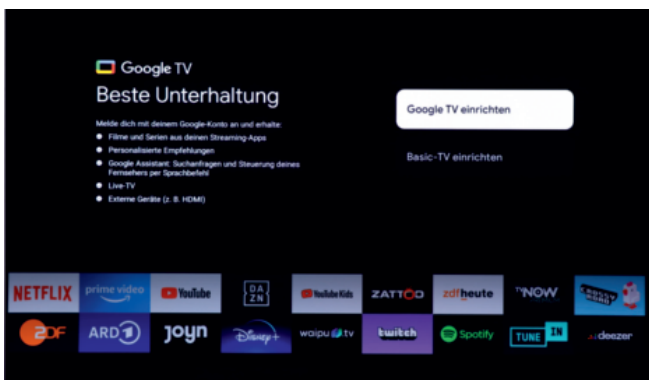 Google TV
Beste Unterhaltung
Melde dich mit deinem Google-Konto an und erhalte:
Filme und Serien aus deinen Streaming-Apps
Personalisierte Empfehlungen
Google Assistant: Suchanfragen und Steuerung deines
Fernsehers per Sprachbefehl
Live-TV
Externe Geräte (z. B. HDMI)
Google TV einrichten
Basic-TV einrichten
NETFLIX prime video YouTube DAZN YouTube Kids ZATTOO zdfheute TVNOW
ZDF ARD 1 joyn Disney+ waipu.tv twitch Spotify TUNE IN deezer